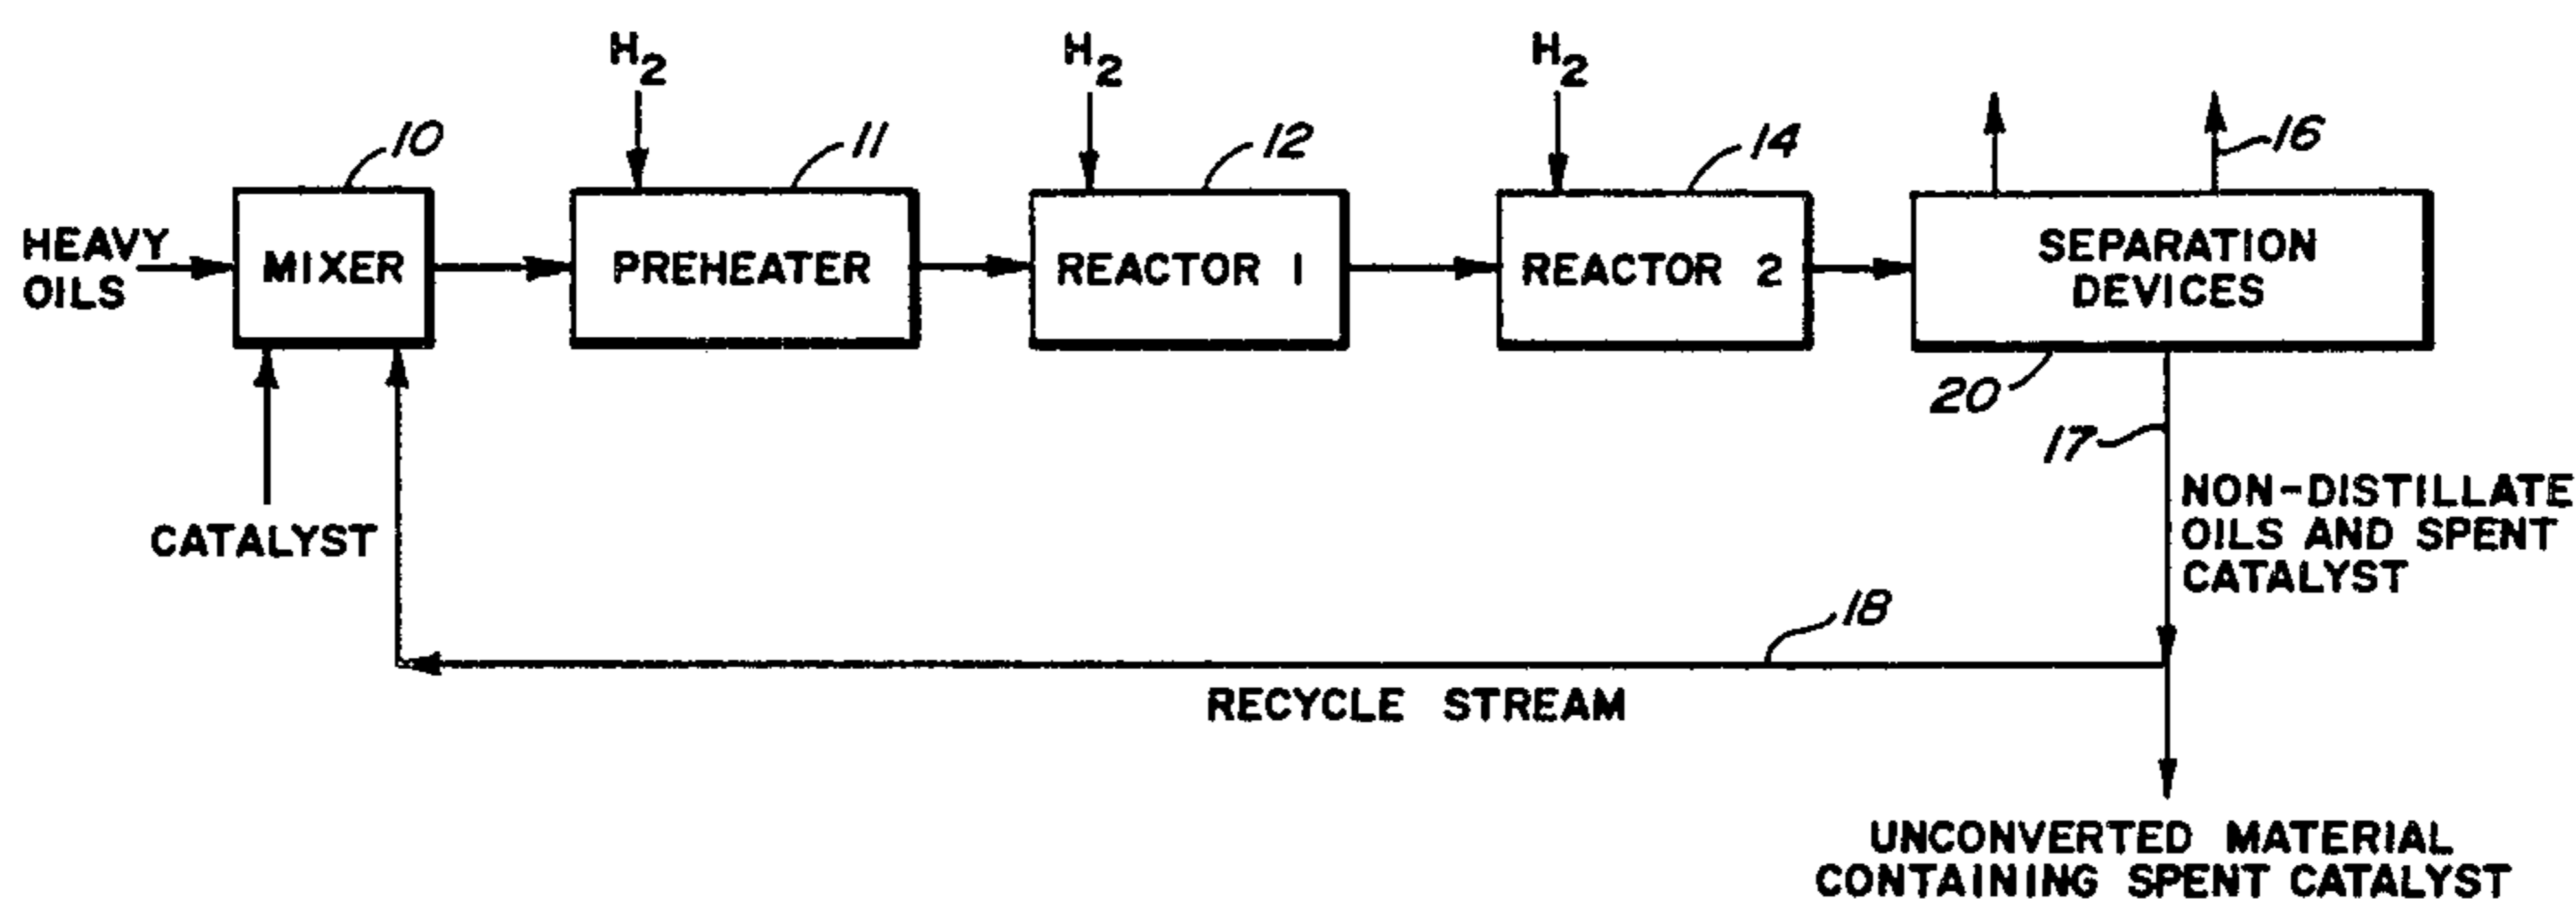 H2
H2
H2
10
11
12
14
16
HEAVY
OILS
MIXER
PREHEATER
REACTOR 1
REACTOR 2
SEPARATION
DEVICES
20
17
CATALYST
NON-DISTILLATE
OILS AND SPENT
CATALYST
18
RECYCLE STREAM
UNCONVERTED MATERIAL
CONTAINING SPENT CATALYST